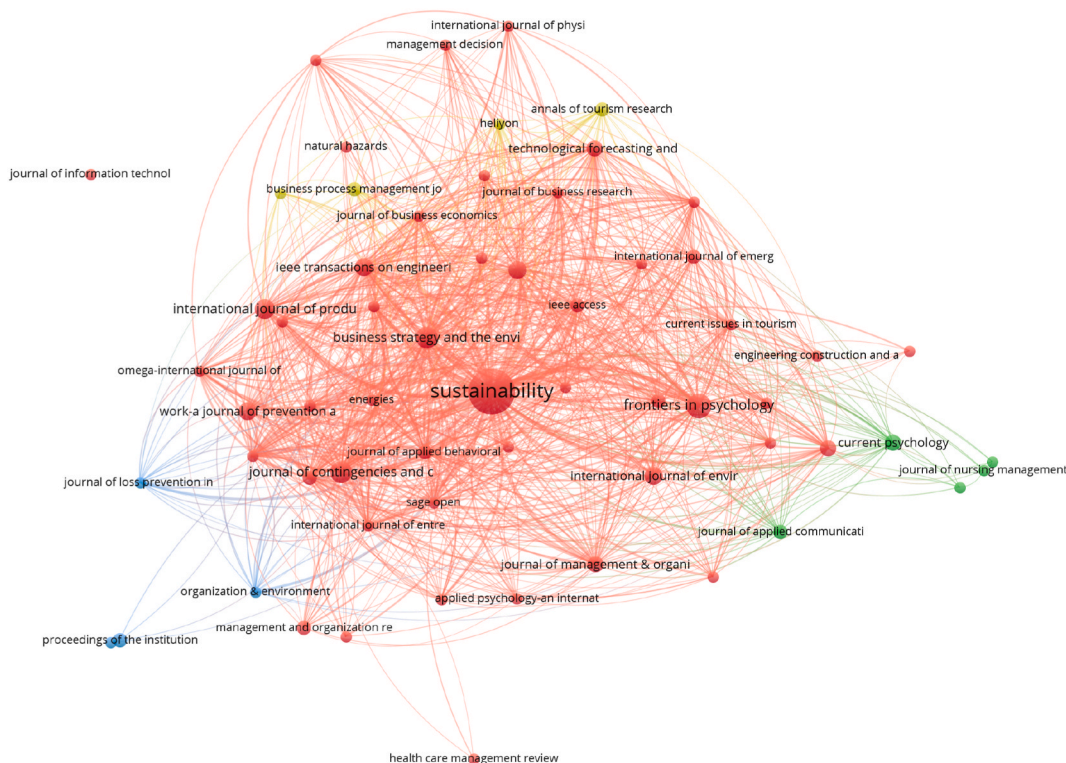 international journal of physi
management decision
annals of tourism research
heliyon
natural hazards
technological forecasting and
journal of information technol
business process management jo
journal of business research
journal of business economics
international journal of emerg
ieee transactions on engineeri
international journal of produ
ieee access
current issues in tourism
business strategy and the envi
engineering construction and a
omega-international journal of
sustainability
energies
frontiers in psychology
work-a journal of prevention a
current psychology
journal of applied behavioral
journal of contingencies and c
journal of nursing management
international journal of envir
journal of loss prevention in
sage open
international journal of entre
journal of applied communicati
journal of management & organi
organization & environment
applied psychology-an internat
management and organization re
proceedings of the institution
health care management review